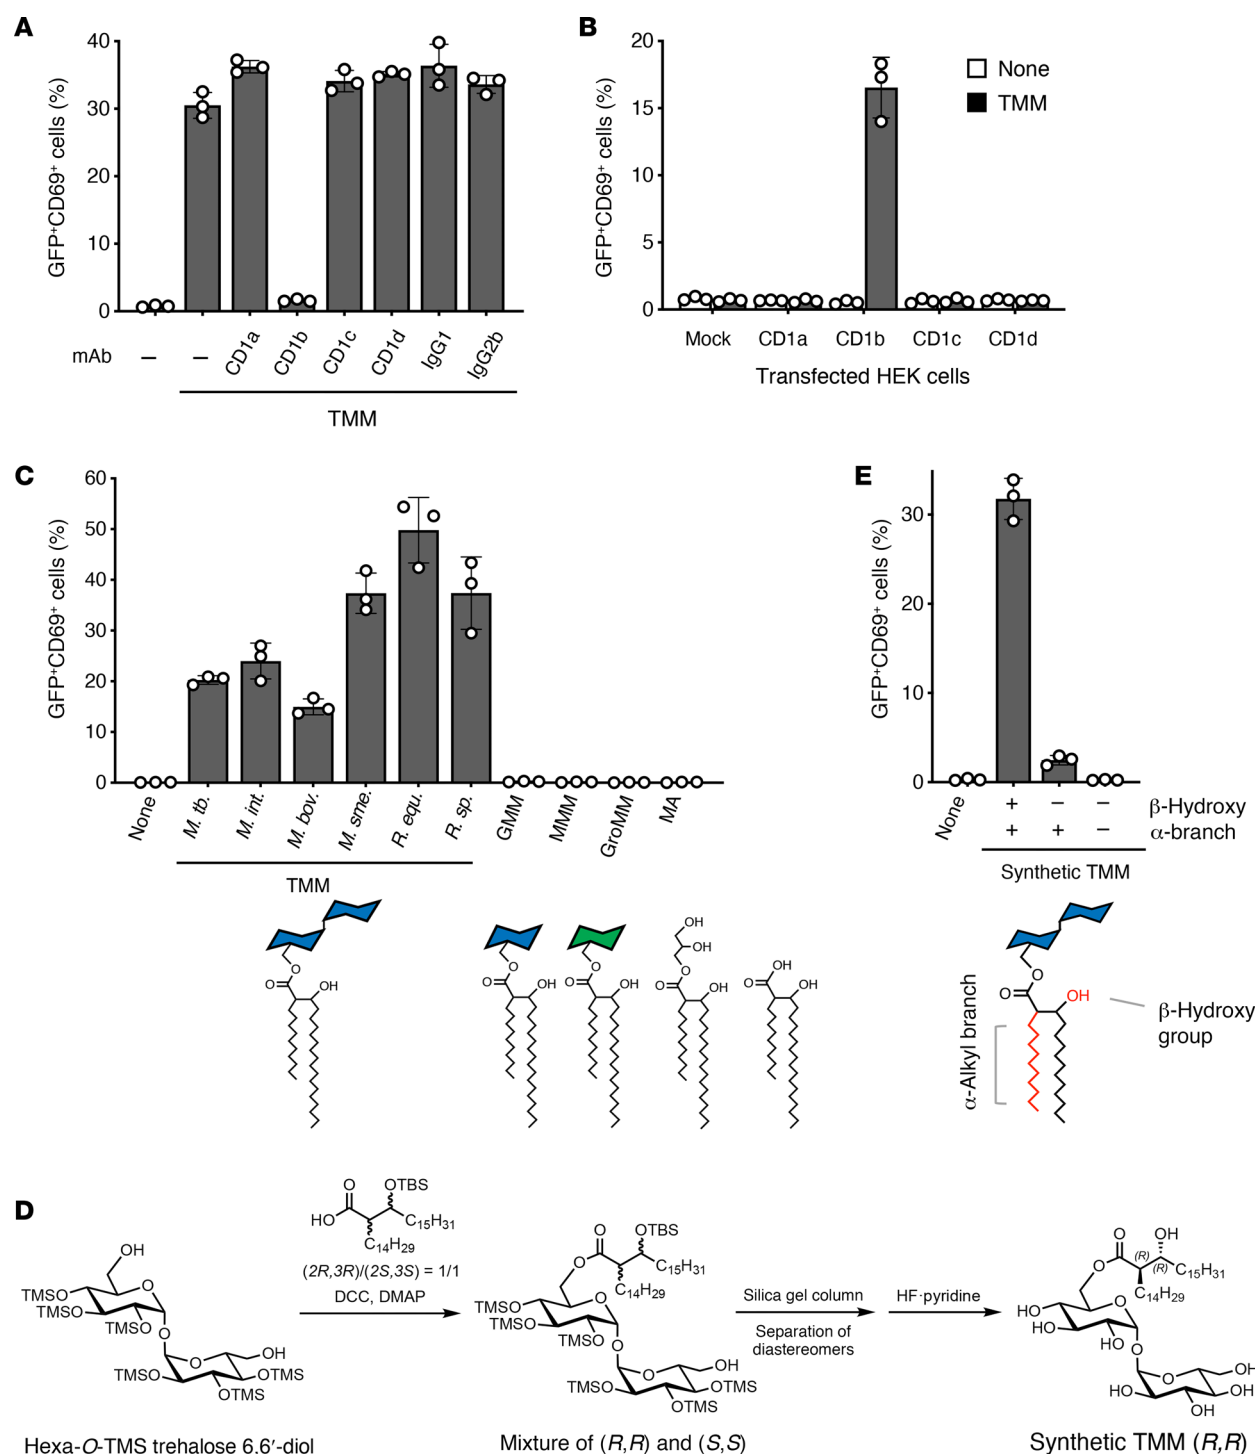 A
GFP⁺CD69⁺ cells (%)
40
30
20
10
0
mAb
– – CD1a CD1b CD1c CD1d IgG1 IgG2b
TMM
B
GFP⁺CD69⁺ cells (%)
20
15
10
5
0
None
TMM
Mock CD1a CD1b CD1c CD1d
Transfected HEK cells
C
GFP⁺CD69⁺ cells (%)
60
50
40
30
20
10
0
None M. tb. M. int. M. bov. M. sme. R. equ. R. sp. GMM MMM GroMM MA
TMM
O
O
OH
O
O
OH
O
O
OH
OH
OH
O
O
OH
OH
O
OH
E
GFP⁺CD69⁺ cells (%)
30
20
10
0
None
+ – – β-Hydroxy
+ + – α-branch
Synthetic TMM
O
O
OH
β-Hydroxy
group
α-Alkyl branch
D
OH
O
TMSO
TMSO
TMSO
O
O
OH
TMSO
OTMS
OTMS
Hexa-O-TMS trehalose 6,6′-diol
O
OTBS
HO
C₁₅H₃₁
C₁₄H₂₉
(2R,3R)/(2S,3S) = 1/1
DCC, DMAP
O
OTBS
O
C₁₅H₃₁
C₁₄H₂₉
TMSO
O
TMSO
TMSO
O
O
OH
TMSO
OTMS
OTMS
Mixture of (R,R) and (S,S)
Silica gel column
Separation of
diastereomers
HF·pyridine
O
OH
(R)
(R)
O
C₁₅H₃₁
C₁₄H₂₉
HO
O
HO
HO
O
O
OH
HO
OH
HO
Synthetic TMM (R,R)